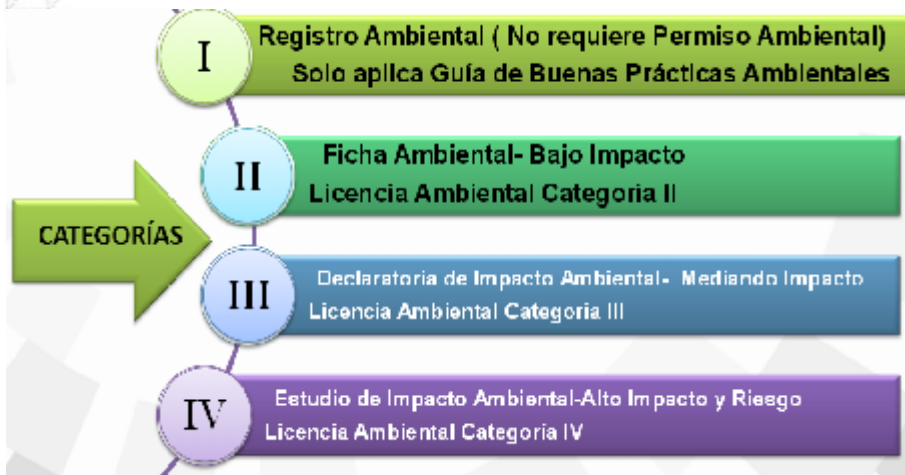 I
Registro Ambiental ( No requiere Permiso Ambiental)
Solo aplica Guía de Buenas Prácticas Ambientales
II
Ficha Ambiental- Bajo Impacto
Licencia Ambiental Categoria II
CATEGORÍAS
III
Declaratoria de Impacto Ambiental- Mediando Impacto
Licencia Ambiental Categoria III
IV
Estudio de Impacto Ambiental-Alto Impacto y Riesgo
Licencia Ambiental Categoria IV